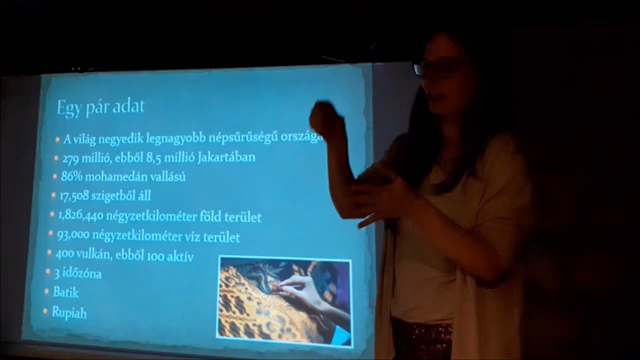 Egy pár adat
A világ negyedik legnagyobb népsűrűségű országa
279 millió, ebből 8,5 millió Jakartában
86% mohamedán vallású
17,508 szigetből áll
1,826,440 négyzetkilométer föld terület
93,000 négyzetkilométer víz terület
400 vulkán, ebből 100 aktív
3 időzóna
Batik
Rupiah